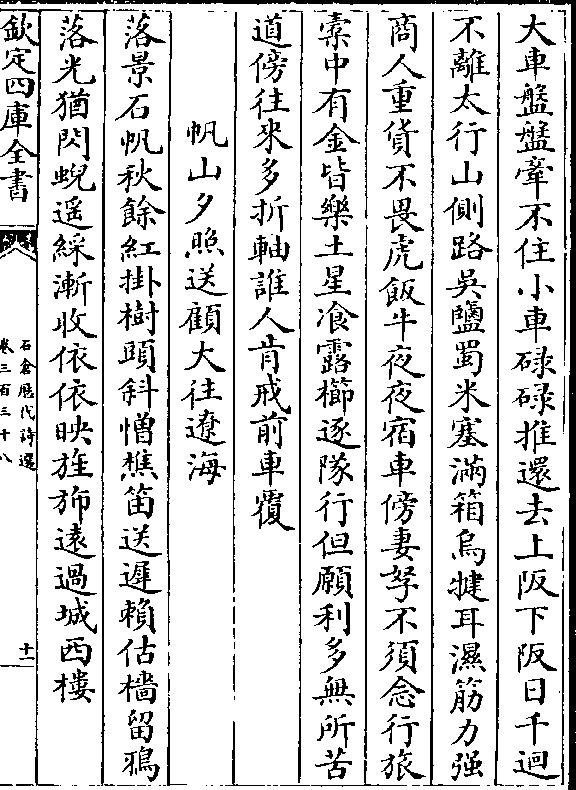 大車盤盤牽不住小車碌碌推還去上阪下阪日千迴
不離太行山側路吳鹽蜀米塞滿箱烏犍耳濕筋力强
商人重貨不畏虎飯牛夜夜宿車傍妻孥不須念行旅
橐中有金皆樂土星飡露櫛逐隊行但願利多無所苦
道傍往來多折軸誰人肯戒前車覆
帆山夕照送顧大往遼海
落景石帆秋餘紅掛樹頭斜憎樵笛送遲賴估檣留鴉
落光猶閃蜺遥綵漸收依依映旌斾遠過城西樓
欽定四庫全書
石倉歴代詩選
卷三百三十八
十一